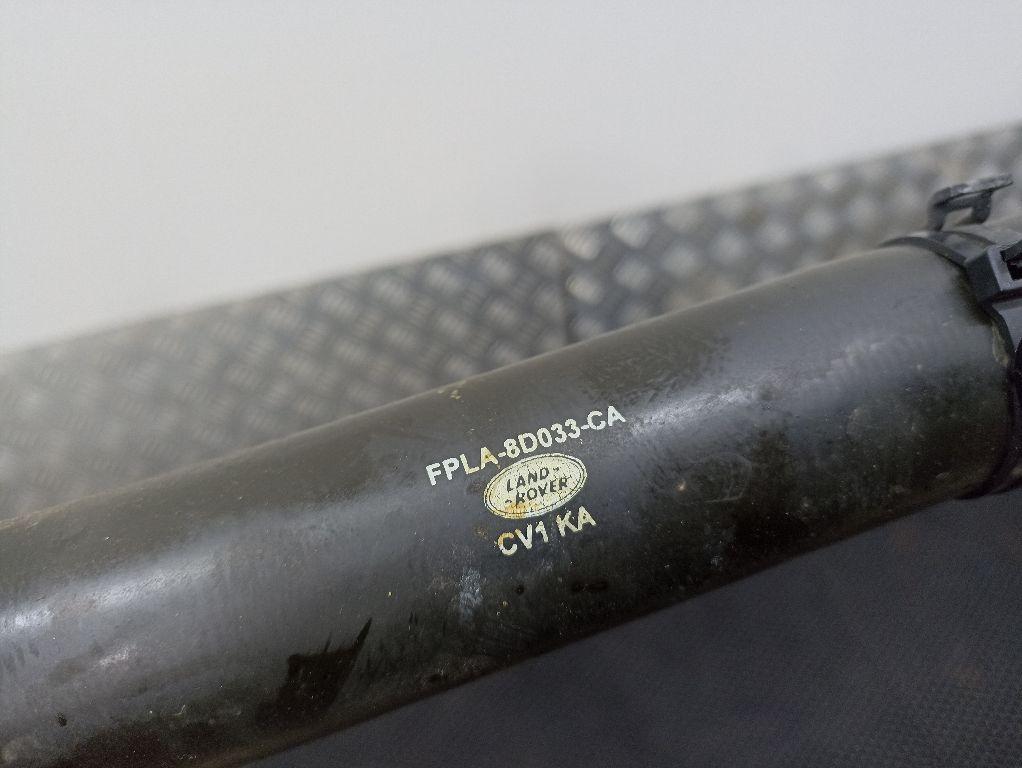 FPLA-8D033-CA
LAND-
-ROVER
CV1 KA